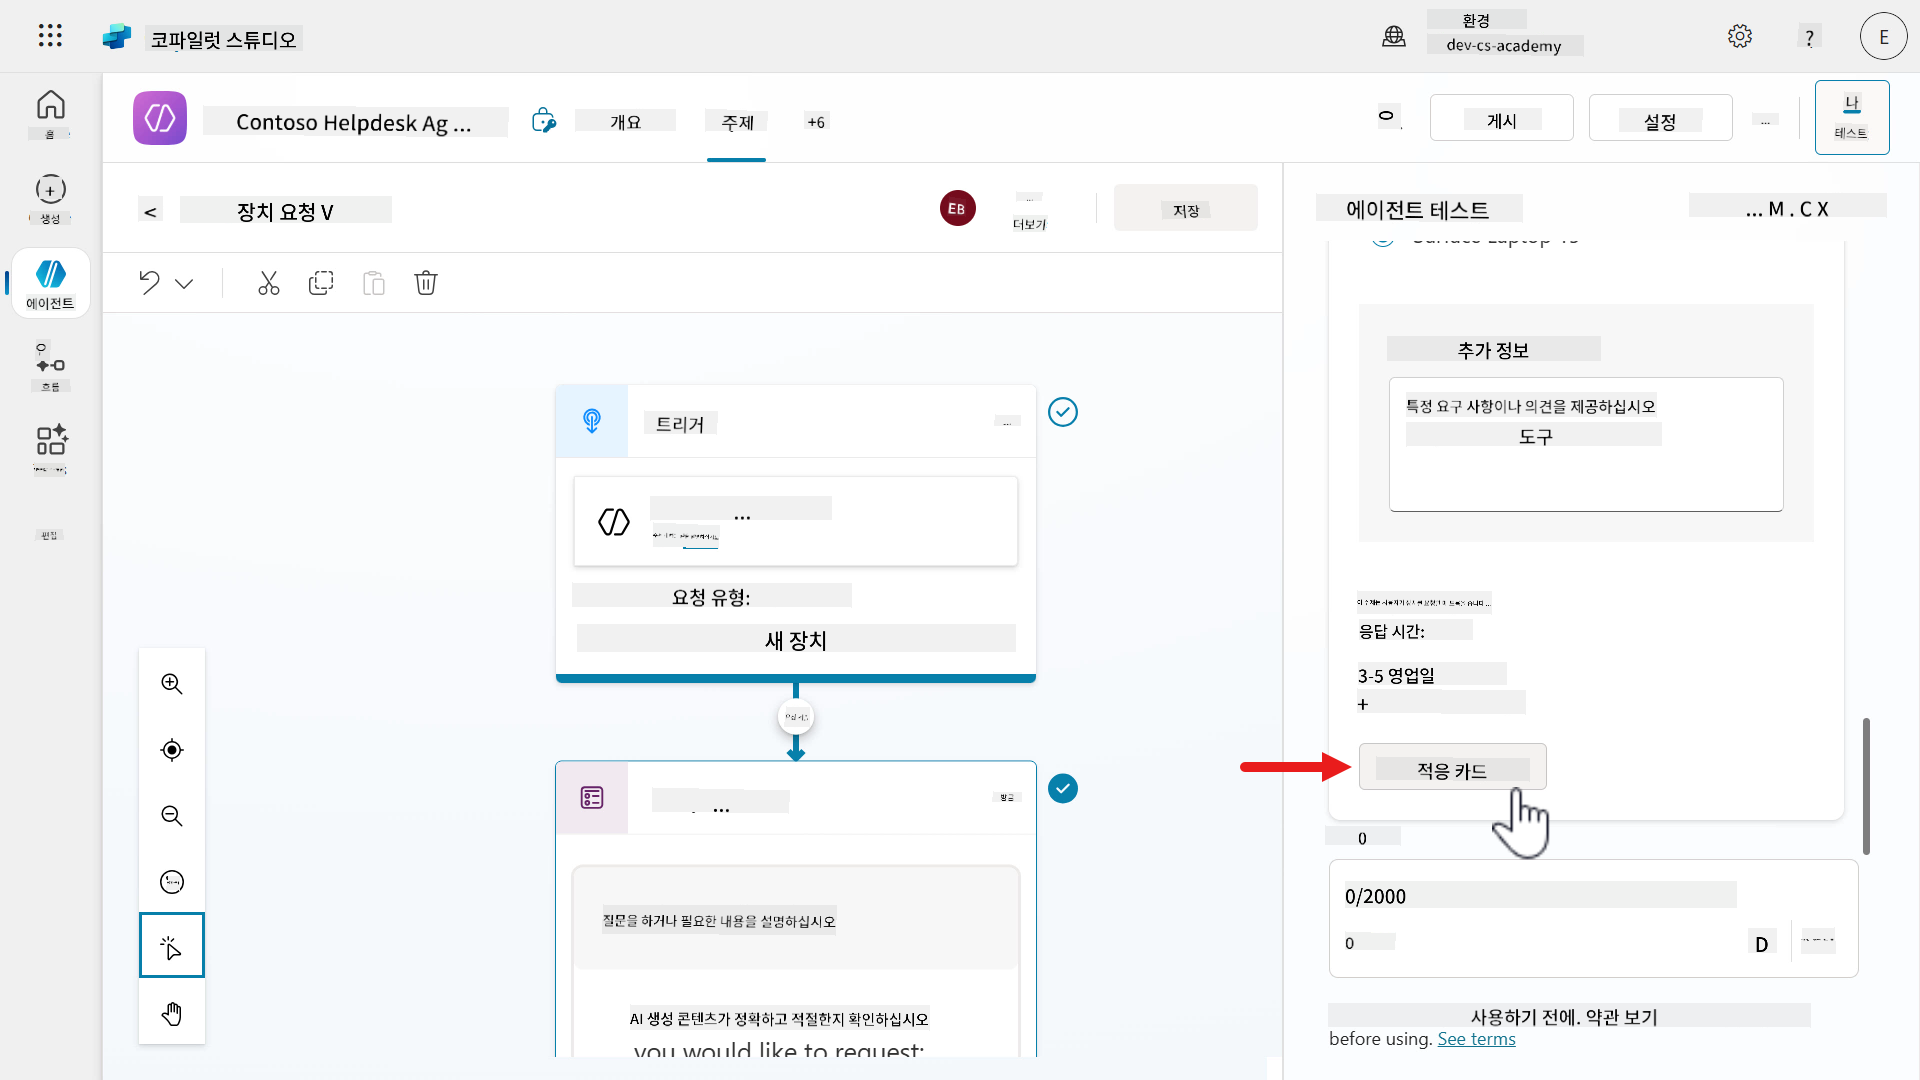 코파일럿 스튜디오
환경
dev-cs-academy
?
E
홈
생성
에이전트
흐름
편집
Contoso Helpdesk Ag ...
개요
주제
+6
게시
설정
...
나
테스트
<
장치 요청 V
EB
...
더보기
저장
트리거
...
...
요청 유형:
새 장치
...
방금
질문을 하거나 필요한 내용을 설명하십시오
AI 생성 콘텐츠가 정확하고 적절한지 확인하십시오
you would like to request:
에이전트 테스트
... M . C X
Surface Laptop 13
추가 정보
특정 요구 사항이나 의견을 제공하십시오
도구
응답 시간:
3-5 영업일
+
적응 카드
0
0/2000
0
D
사용하기 전에. 약관 보기
before using. See terms